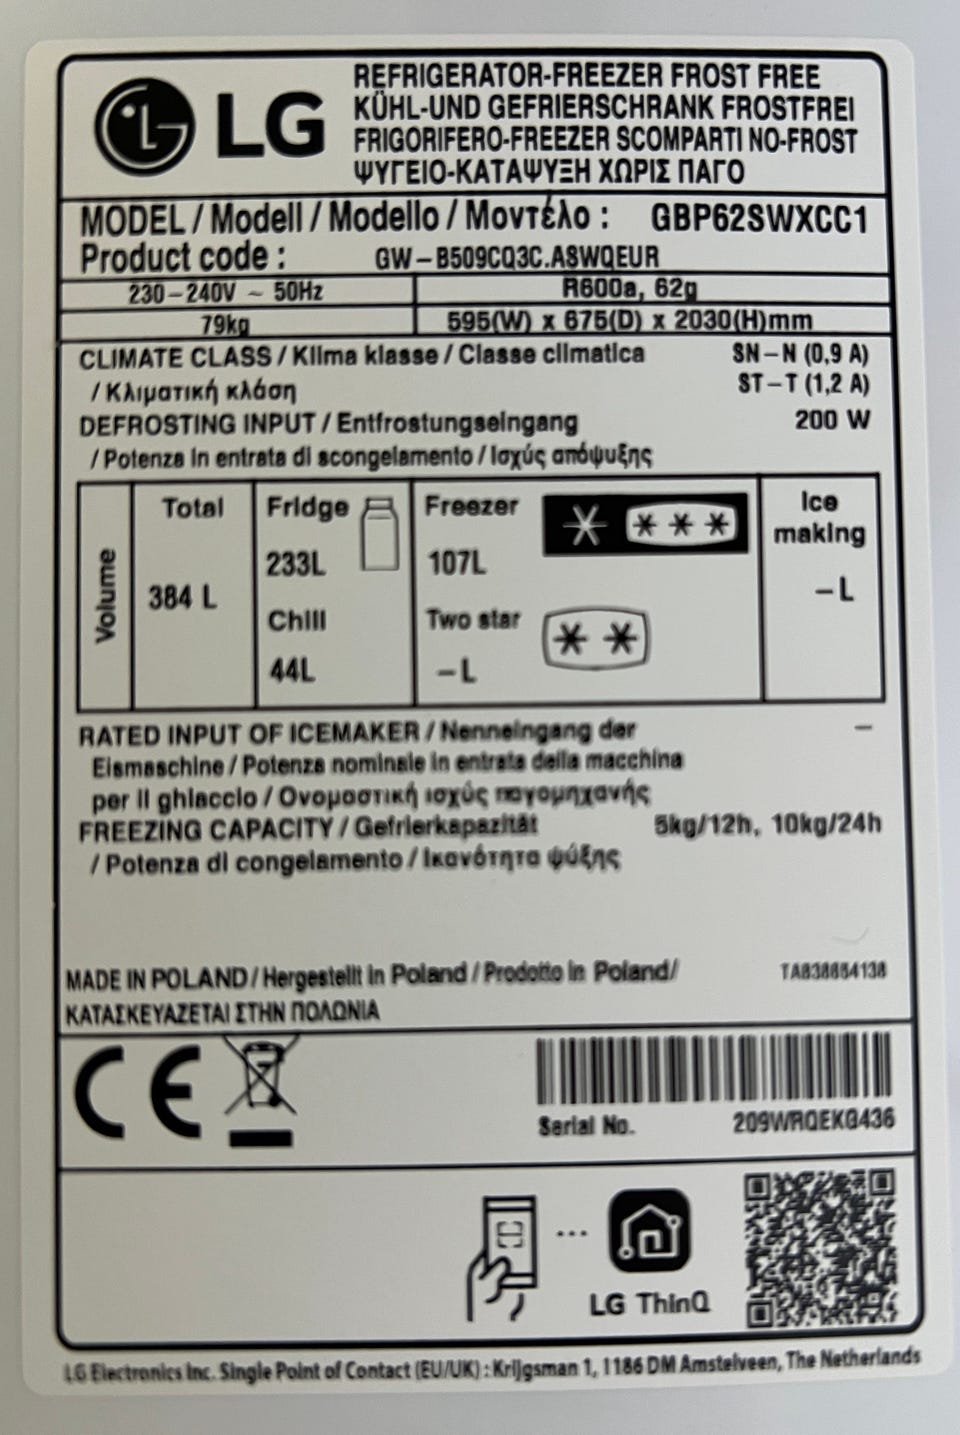 LG
REFRIGERATOR-FREEZER FROST FREE
KÜHL-UND GEFRIERSCHRANK FROSTFREI
FRIGORIFERO-FREEZER SCOMPARTI NO-FROST
ΨΥΓΕΙΟ-ΚΑΤΑΨΥΞΗ ΧΩΡΙΣ ΠΑΓΟ
MODEL / Modell / Modello / Μοντέλο : GBP62SWXCC1
Product code : GW-B509CQ3C.ASWQEUR
230-240V ~ 50Hz R600a, 62g
79kg 595(W) x 675(D) x 2030(H)mm
CLIMATE CLASS / Klima klasse / Classe climatica SN-N (0,9 A)
/ Κλιματική κλάση ST-T (1,2 A)
DEFROSTING INPUT / Entfrostungseingang 200 W
/ Potenza in entrata di scongelamento / Ισχύς απόψυξης
Volume
Total
384 L
Fridge
233L
Chill
44L
Freezer
107L
Two star
-L
Ice
making
-L
RATED INPUT OF ICEMAKER / Nenneingang der -
Eismaschine / Potenza nominale in entrata della macchina
per il ghiaccio / Ονομαστική ισχύς παγομηχανής
FREEZING CAPACITY / Gefrierkapazität 5kg/12h, 10kg/24h
/ Potenza di congelamento / Ικανότητα ψύξης
MADE IN POLAND / Hergestellt in Poland / Prodotto in Poland/
ΚΑΤΑΣΚΕΥΑΖΕΤΑΙ ΣΤΗΝ ΠΟΛΩΝΙΑ
CE
Serial No.
LG ThinQ
LG Electronics Inc. Single Point of Contact (EU/UK) : Krijgsman 1, 1186 DM Amstelveen, The Netherlands